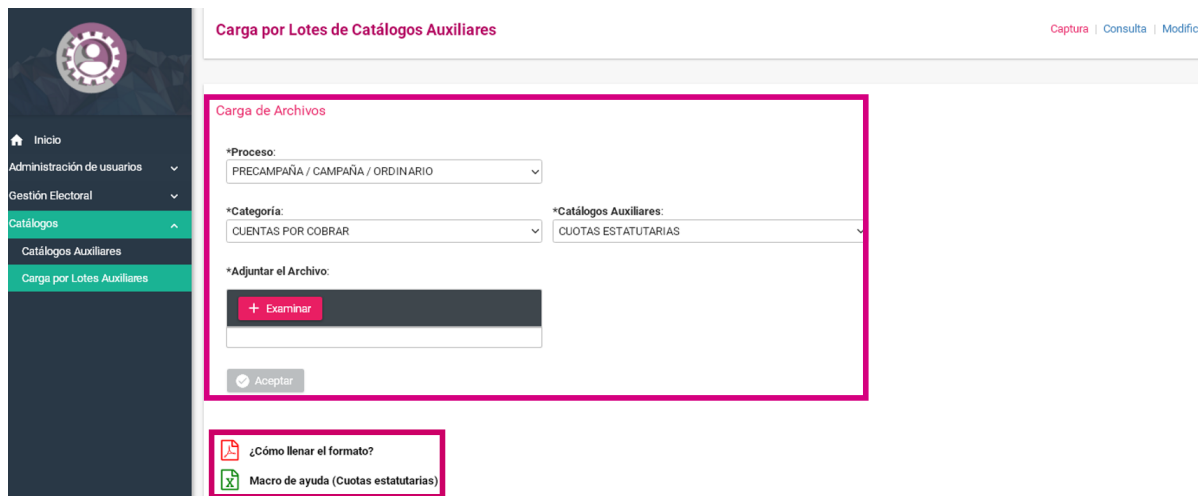 Carga por Lotes de Catálogos Auxiliares
Captura | Consulta | Modific
Inicio
Administración de usuarios
Gestión Electoral
Catálogos
Catálogos Auxiliares
Carga por Lotes Auxiliares
Carga de Archivos
*Proceso:
PRECAMPAÑA / CAMPAÑA / ORDINARIO
*Categoría:
CUENTAS POR COBRAR
*Catálogos Auxiliares:
CUOTAS ESTATUTARIAS
*Adjuntar el Archivo:
+ Examinar
Aceptar
¿Cómo llenar el formato?
Macro de ayuda (Cuotas estatutarias)